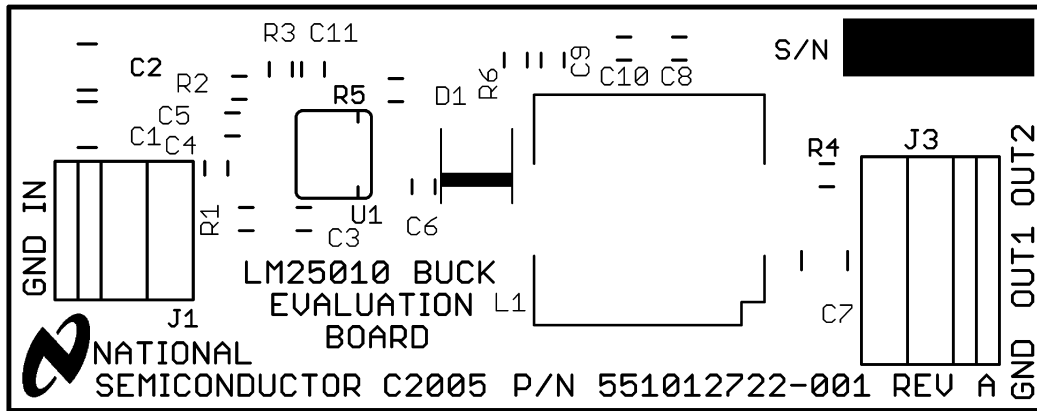 R3 C11
S/N
C2
R2
R5
D1
R6
C9
C10 C8
C5
C1
C4
R4
J3
GND IN
R1
U1
C3
C6
GND OUT1 OUT2
LM25010 BUCK
EVALUATION
BOARD
L1
C7
J1
NATIONAL
SEMICONDUCTOR C2005 P/N 551012722-001 REV A